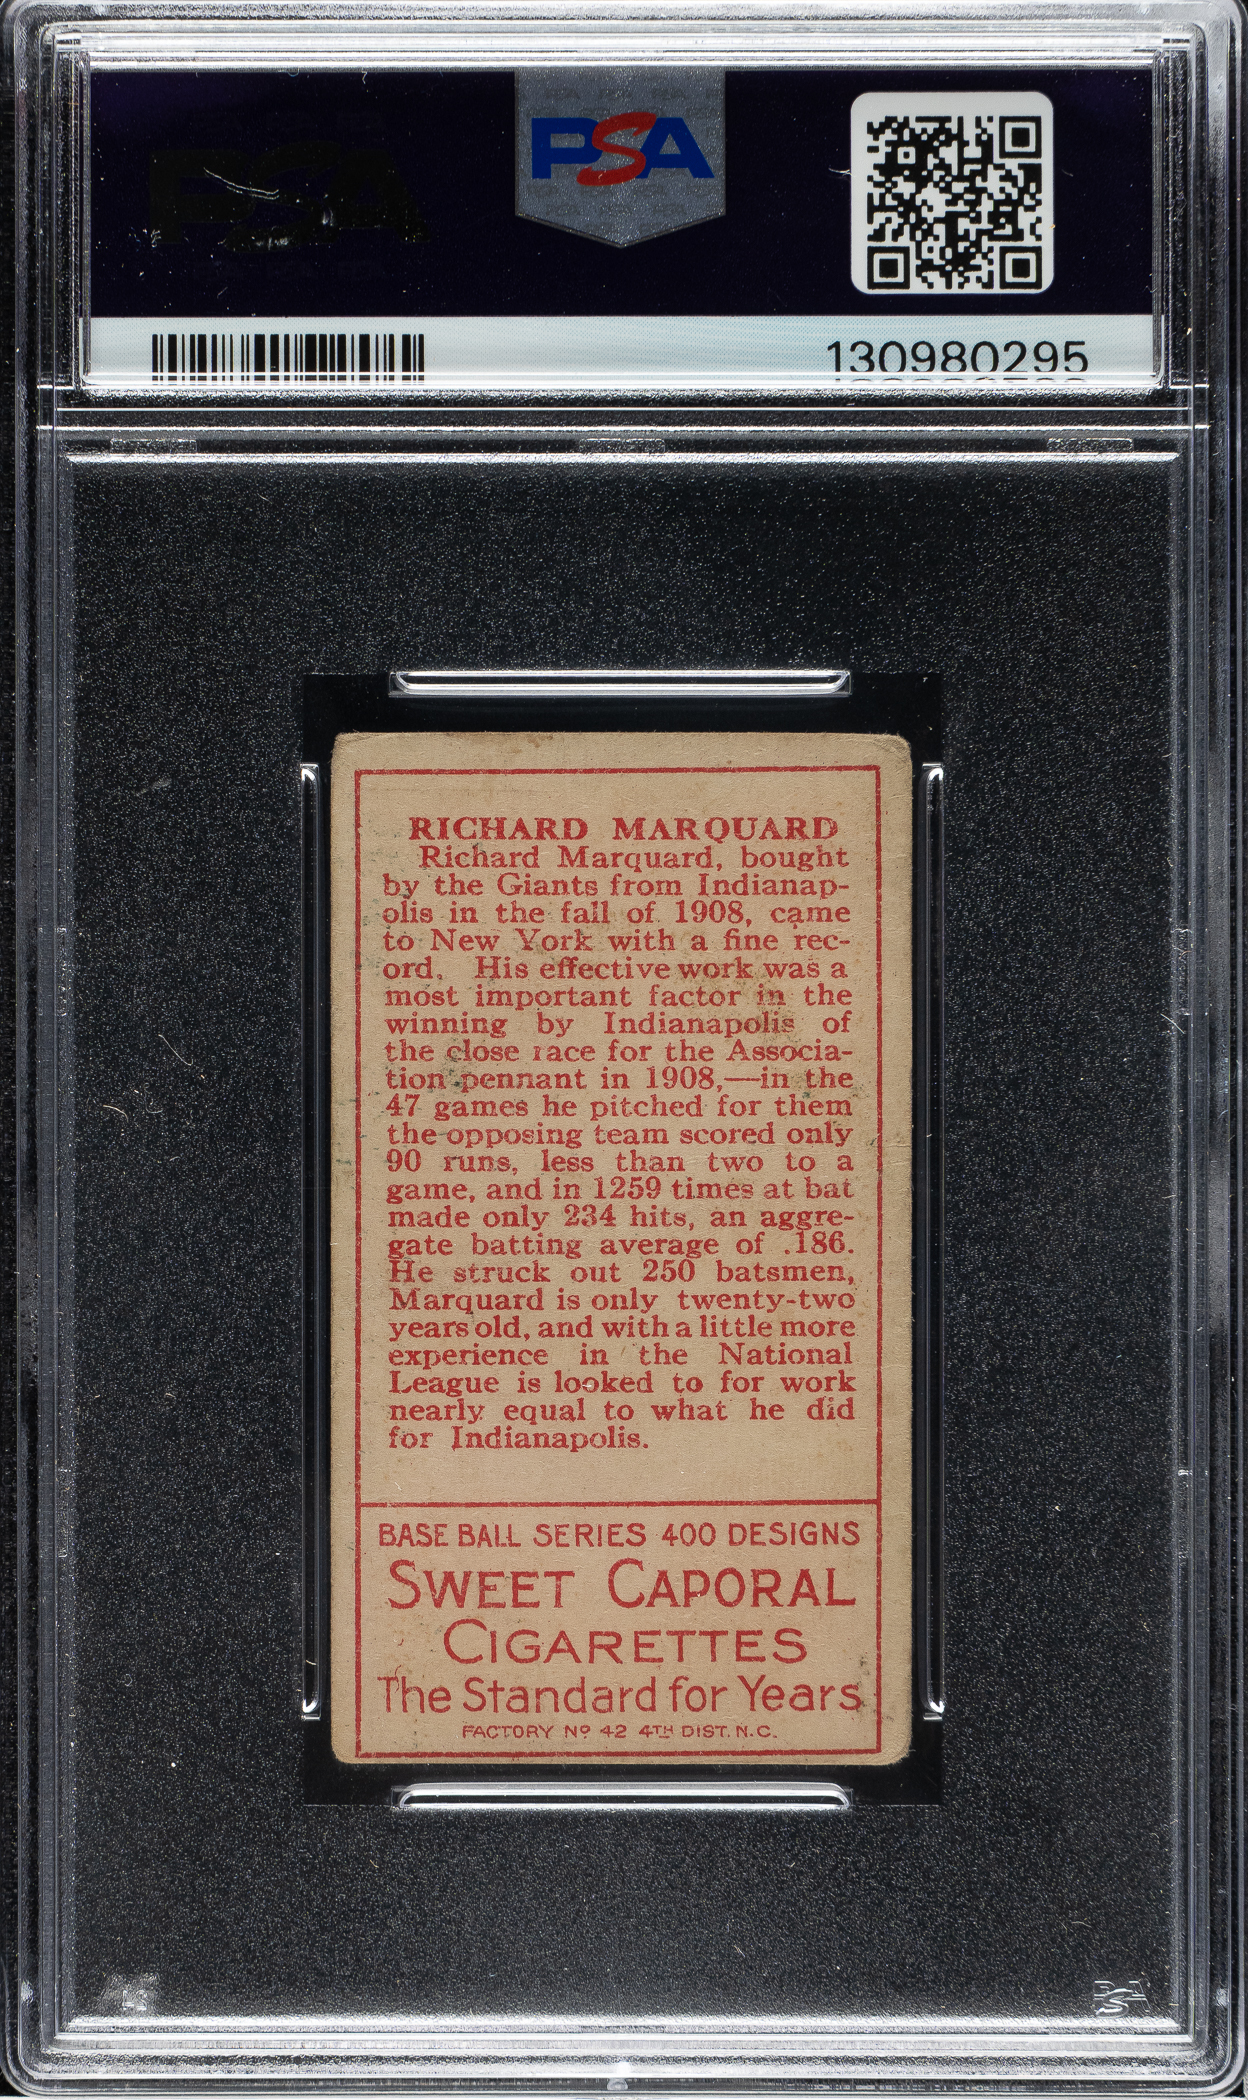 PSA
130980295
RICHARD MARQUARD
Richard Marquard, bought
by the Giants from Indianap-
olis in the fall of 1908, came
to New York with a fine rec-
ord. His effective work was a
most important factor in the
winning by Indianapolis of
the close race for the Associa-
tion pennant in 1908,—in the
47 games he pitched for them
the opposing team scored only
90 runs, less than two to a
game, and in 1259 times at bat
made only 234 hits, an aggre-
gate batting average of .186.
He struck out 250 batsmen,
Marquard is only twenty-two
years old, and with a little more
experience in the National
League is looked to for work
nearly equal to what he did
for Indianapolis.
BASE BALL SERIES 400 DESIGNS
SWEET CAPORAL
CIGARETTES
The Standard for Years
FACTORY Nº 42 4TH DIST. N.C.
PSA